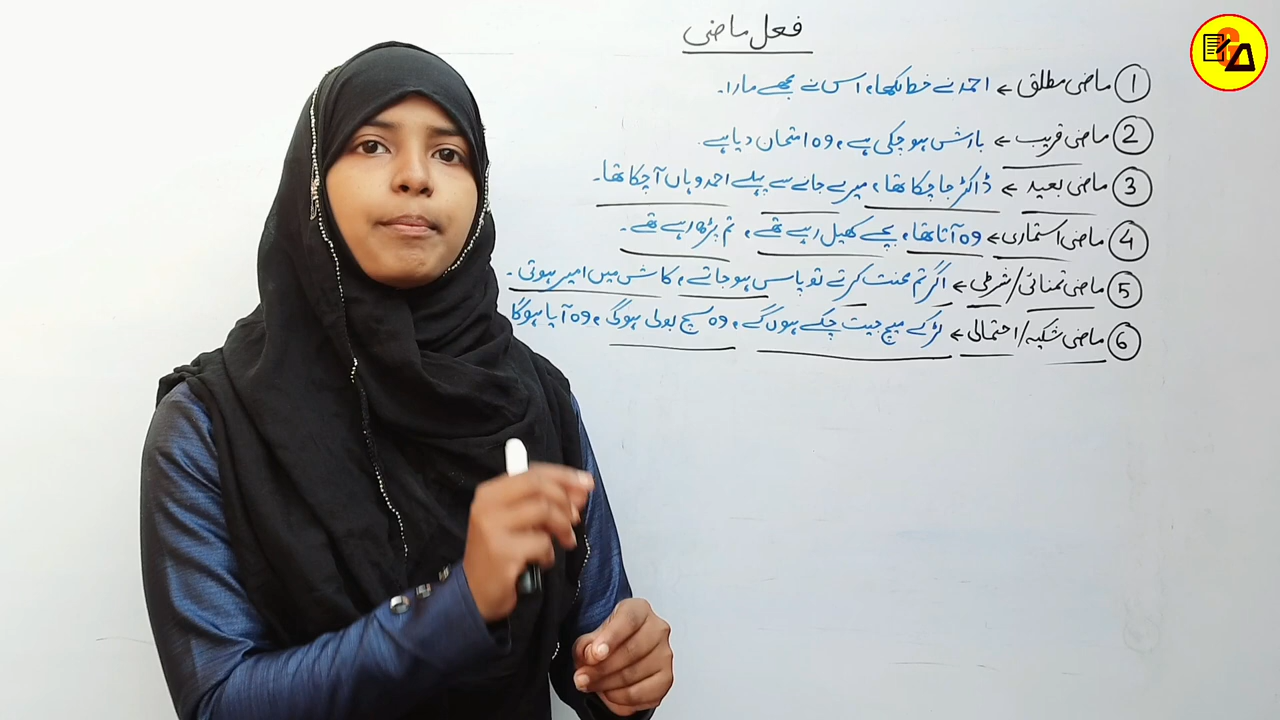 فعل ماضی
① ماضی مطلق ← احمد نے خط لکھا، اس نے مجھے مارا۔
② ماضی قریب ← بارش ہو چکی ہے، وہ امتحان دیا ہے۔
③ ماضی بعید ← ڈاکٹر جا چکا تھا، میرے جانے سے پہلے احمد وہاں آ چکا تھا۔
④ ماضی استمراری ← وہ آتا تھا، بچے کھیل رہے تھے، تم پڑھ رہے تھے۔
⑤ ماضی تمنائی/شرطی ← اگر تم محنت کرتے تو پاس ہو جاتے، کاش میں امیر ہوتی۔
⑥ ماضی شکیہ/احتمالی ← لڑکے میچ جیت چکے ہوں گے، وہ سچ بولی ہوگی، وہ آیا ہوگا